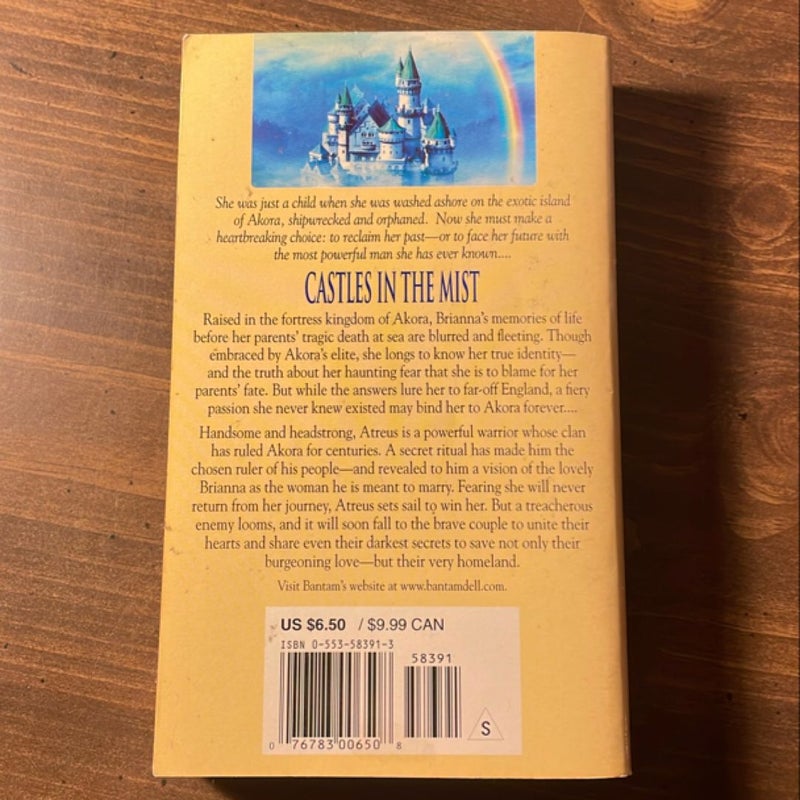 She was just a child when she was washed ashore on the exotic island
of Akora, shipwrecked and orphaned. Now she must make a
heartbreaking choice: to reclaim her past—or to face her future with
the most powerful man she has ever known....
CASTLES IN THE MIST
Raised in the fortress kingdom of Akora, Brianna's memories of life
before her parents' tragic death at sea are blurred and fleeting. Though
embraced by Akora's elite, she longs to know her true identity—
and the truth about her haunting fear that she is to blame for her
parents' fate. But while the answers lure her to far-off England, a fiery
passion she never knew existed may bind her to Akora forever....
Handsome and headstrong, Atreus is a powerful warrior whose clan
has ruled Akora for centuries. A secret ritual has made him the
chosen ruler of his people—and revealed to him a vision of the lovely
Brianna as the woman he is meant to marry. Fearing she will never
return from her journey, Atreus sets sail to win her. But a treacherous
enemy looms, and it will soon fall to the brave couple to unite their
hearts and share even their darkest secrets to save not only their
burgeoning love—but their very homeland.
Visit Bantam's website at www.bantamdell.com.
US $6.50 / $9.99 CAN
ISBN 0-553-58391-3
58391
S
0 76783 00650 8